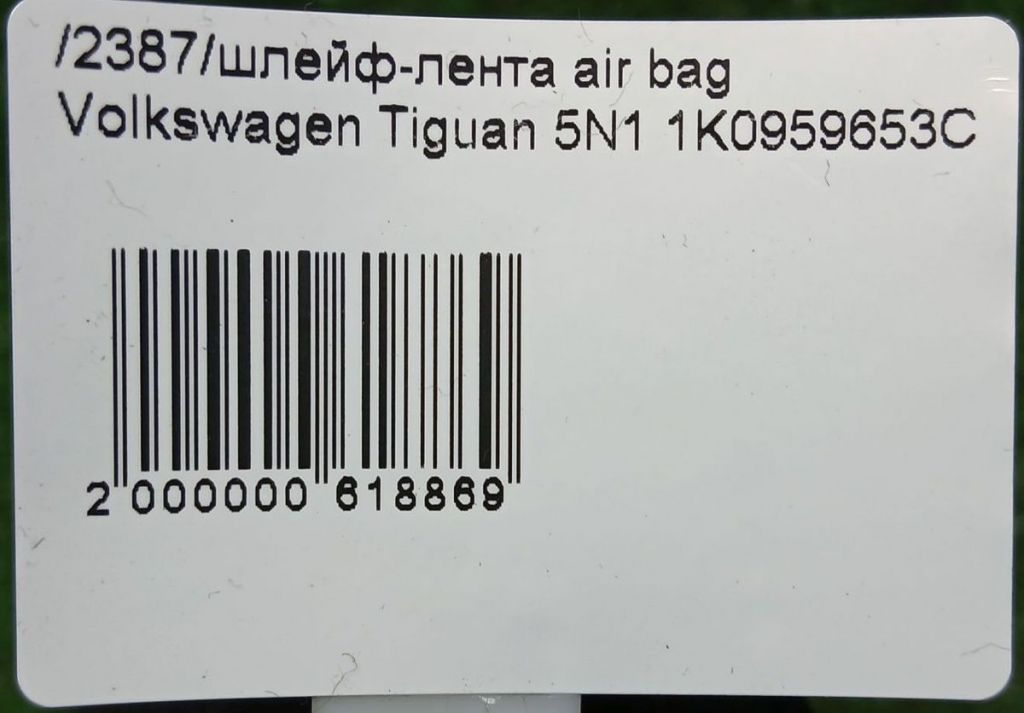 /2387/шлейф-лента air bag
Volkswagen Tiguan 5N1 1K0959653C
2 000000 618869